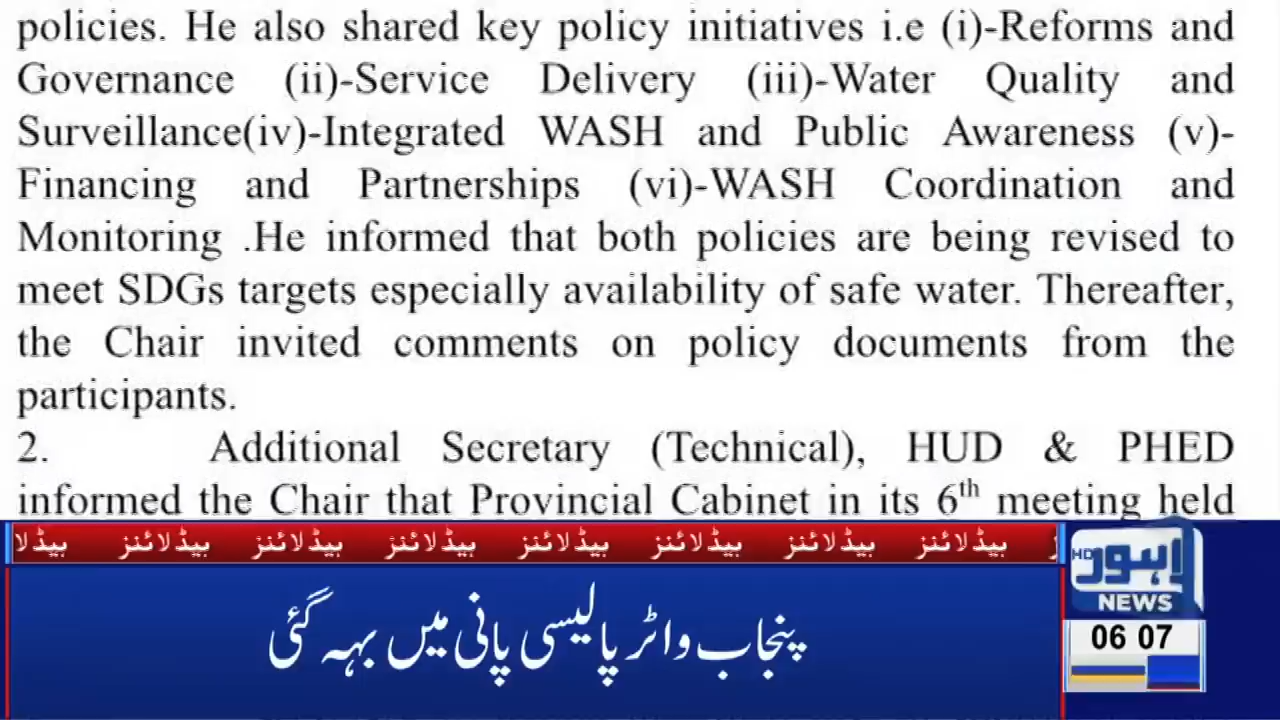 policies. He also shared key policy initiatives i.e (i)-Reforms and
Governance (ii)-Service Delivery (iii)-Water Quality and
Surveillance(iv)-Integrated WASH and Public Awareness (v)-
Financing and Partnerships (vi)-WASH Coordination and
Monitoring .He informed that both policies are being revised to
meet SDGs targets especially availability of safe water. Thereafter,
the Chair invited comments on policy documents from the
participants.
2. Additional Secretary (Technical), HUD & PHED
informed the Chair that Provincial Cabinet in its 6th meeting held
ہیڈلائنز ہیڈلائنز ہیڈلائنز ہیڈلائنز ہیڈلائنز ہیڈلائنز ہیڈلائنز ہیڈلا
پنجاب واٹر پالیسی پانی میں بہہ گئی
HD لاہور
NEWS
06 07